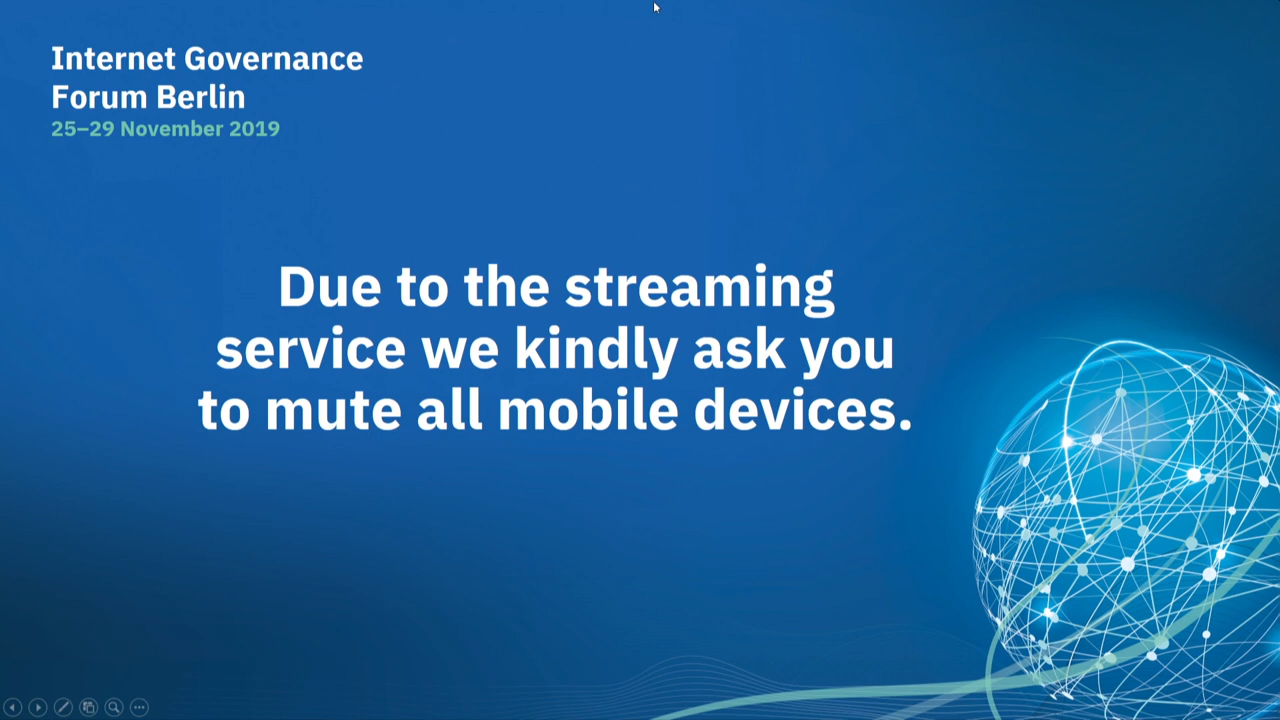 Internet Governance
Forum Berlin
25–29 November 2019
Due to the streaming
service we kindly ask you
to mute all mobile devices.